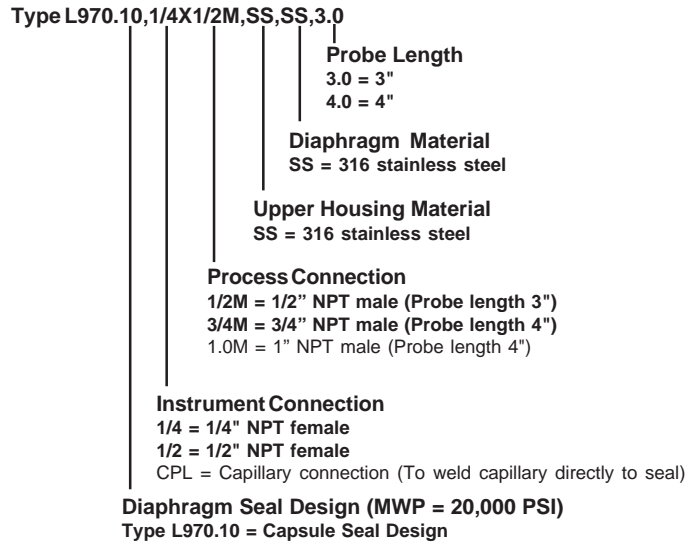 Type L970.10,1/4X1/2M,SS,SS,3.0
Probe Length
3.0 = 3"
4.0 = 4"
Diaphragm Material
SS = 316 stainless steel
Upper Housing Material
SS = 316 stainless steel
Process Connection
1/2M = 1/2” NPT male (Probe length 3")
3/4M = 3/4” NPT male (Probe length 4")
1.0M = 1” NPT male (Probe length 4")
Instrument Connection
1/4 = 1/4" NPT female
1/2 = 1/2" NPT female
CPL = Capillary connection (To weld capillary directly to seal)
Diaphragm Seal Design (MWP = 20,000 PSI)
Type L970.10 = Capsule Seal Design